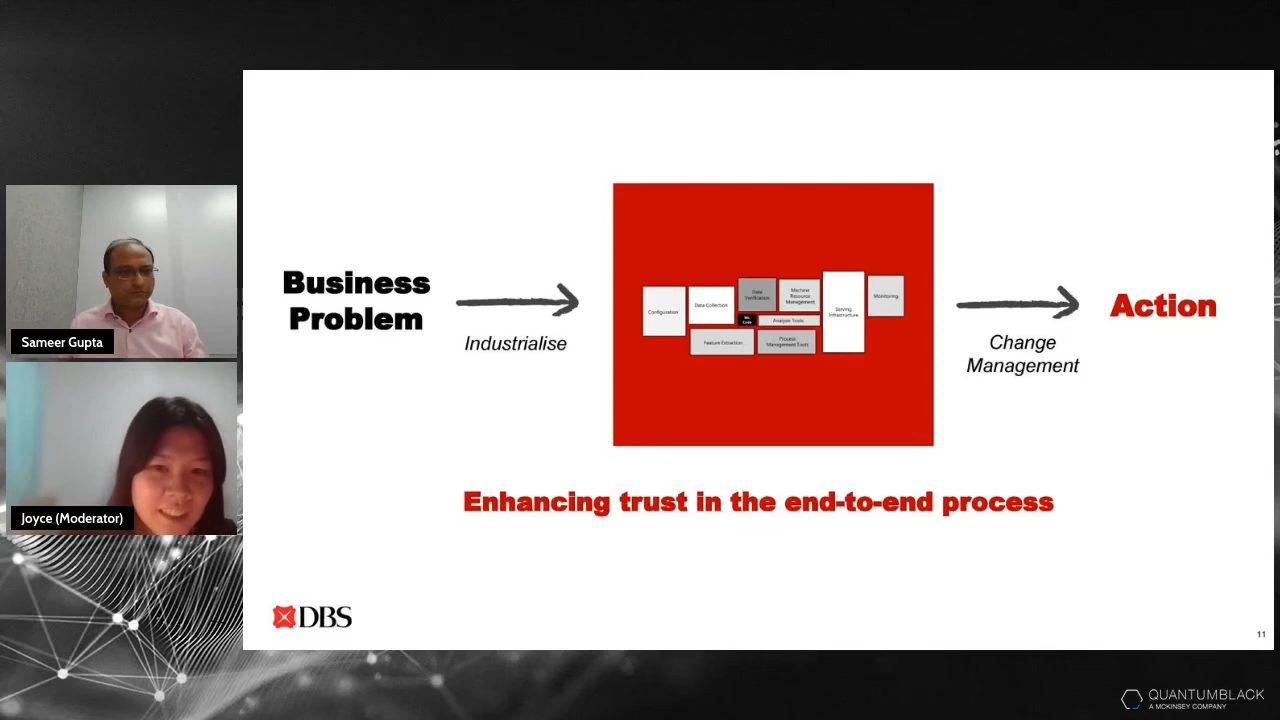 Sameer Gupta
Joyce (Moderator)
Business
Problem
Industrialise
Configuration
Data Collection
Data
Verification
Machine
Resource
Management
ML
Code
Analysis Tools
Feature Extraction
Process
Management Tools
Serving
Infrastructure
Monitoring
Change
Management
Action
Enhancing trust in the end-to-end process
DBS
11
QUANTUMBLACK
A MCKINSEY COMPANY